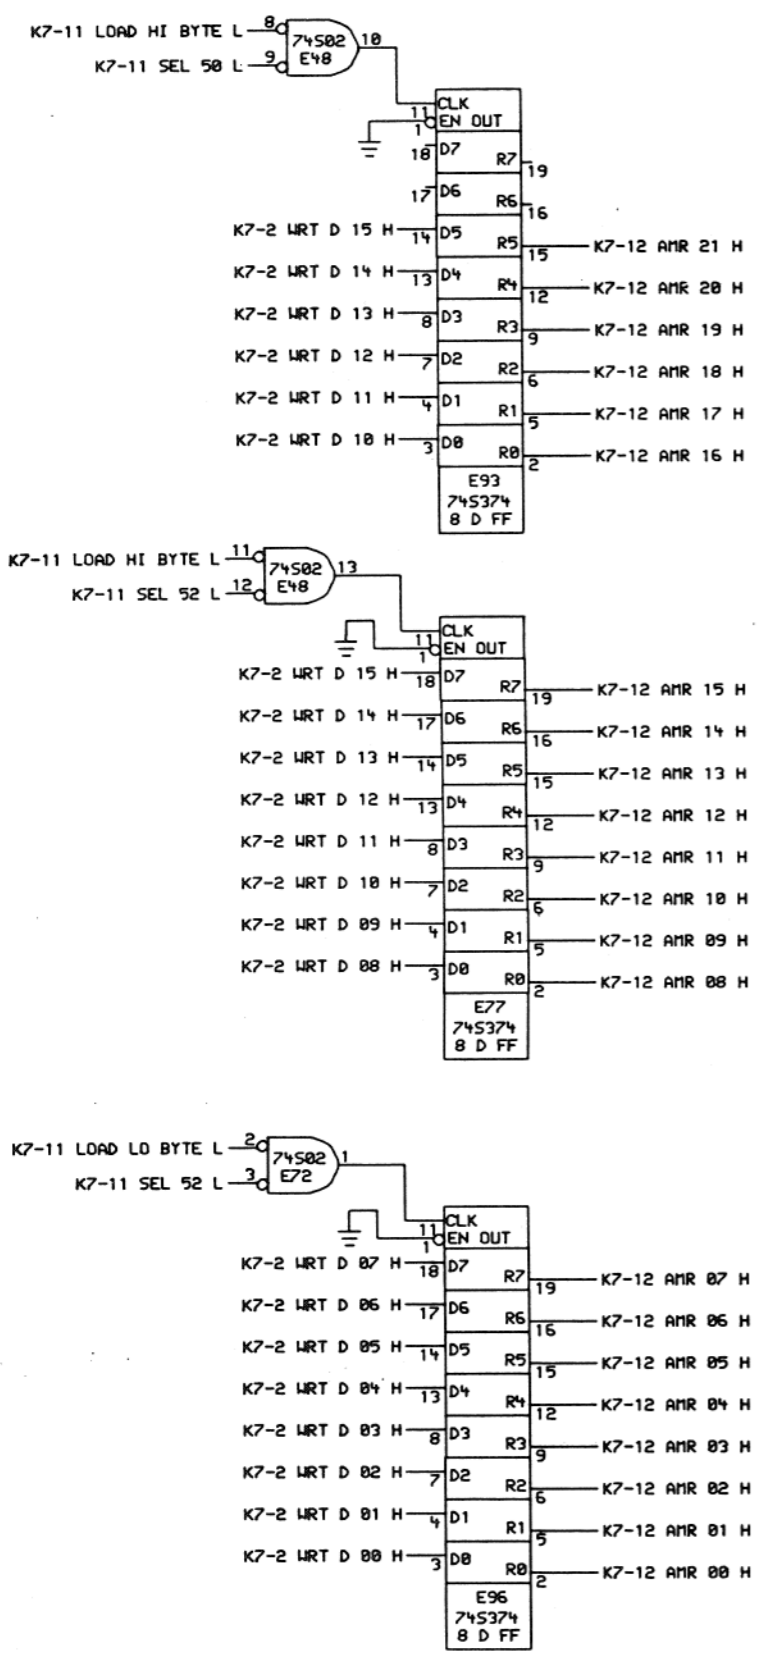 K7-11 LOAD HI BYTE L 8
74S02 10
K7-11 SEL 50 L 9 E48
CLK
11
EN OUT
1
18 D7 R7 19
17 D6 R6 16
K7-2 WRT D 15 H 14 D5 R5 15 K7-12 AMR 21 H
K7-2 WRT D 14 H 13 D4 R4 12 K7-12 AMR 20 H
K7-2 WRT D 13 H 8 D3 R3 9 K7-12 AMR 19 H
K7-2 WRT D 12 H 7 D2 R2 6 K7-12 AMR 18 H
K7-2 WRT D 11 H 4 D1 R1 5 K7-12 AMR 17 H
K7-2 WRT D 10 H 3 D0 R0 2 K7-12 AMR 16 H
E93
74S374
8 D FF
K7-11 LOAD HI BYTE L 11
74S02 13
K7-11 SEL 52 L 12 E48
CLK
11
EN OUT
1
K7-2 WRT D 15 H 18 D7 R7 19 K7-12 AMR 15 H
K7-2 WRT D 14 H 17 D6 R6 16 K7-12 AMR 14 H
K7-2 WRT D 13 H 14 D5 R5 15 K7-12 AMR 13 H
K7-2 WRT D 12 H 13 D4 R4 12 K7-12 AMR 12 H
K7-2 WRT D 11 H 8 D3 R3 9 K7-12 AMR 11 H
K7-2 WRT D 10 H 7 D2 R2 6 K7-12 AMR 10 H
K7-2 WRT D 09 H 4 D1 R1 5 K7-12 AMR 09 H
K7-2 WRT D 08 H 3 D0 R0 2 K7-12 AMR 08 H
E77
74S374
8 D FF
K7-11 LOAD LO BYTE L 2
74S02 1
K7-11 SEL 52 L 3 E72
CLK
11
EN OUT
1
K7-2 WRT D 07 H 18 D7 R7 19 K7-12 AMR 07 H
K7-2 WRT D 06 H 17 D6 R6 16 K7-12 AMR 06 H
K7-2 WRT D 05 H 14 D5 R5 15 K7-12 AMR 05 H
K7-2 WRT D 04 H 13 D4 R4 12 K7-12 AMR 04 H
K7-2 WRT D 03 H 8 D3 R3 9 K7-12 AMR 03 H
K7-2 WRT D 02 H 7 D2 R2 6 K7-12 AMR 02 H
K7-2 WRT D 01 H 4 D1 R1 5 K7-12 AMR 01 H
K7-2 WRT D 00 H 3 D0 R0 2 K7-12 AMR 00 H
E96
74S374
8 D FF